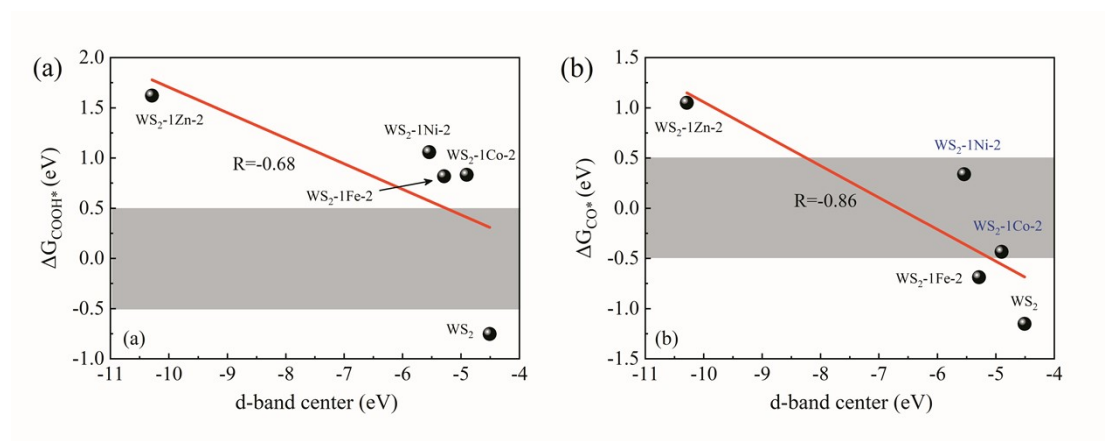 (a)
2.0
1.5
1.0
0.5
0.0
-0.5
-1.0
ΔG_COOH* (eV)
WS₂-1Zn-2
R=-0.68
WS₂-1Ni-2
WS₂-1Co-2
WS₂-1Fe-2
WS₂
(a)
-11 -10 -9 -8 -7 -6 -5 -4
d-band center (eV)
(b)
1.5
1.0
0.5
0.0
-0.5
-1.0
-1.5
ΔG_CO* (eV)
WS₂-1Zn-2
WS₂-1Ni-2
R=-0.86
WS₂-1Co-2
WS₂-1Fe-2
WS₂
(b)
-11 -10 -9 -8 -7 -6 -5 -4
d-band center (eV)